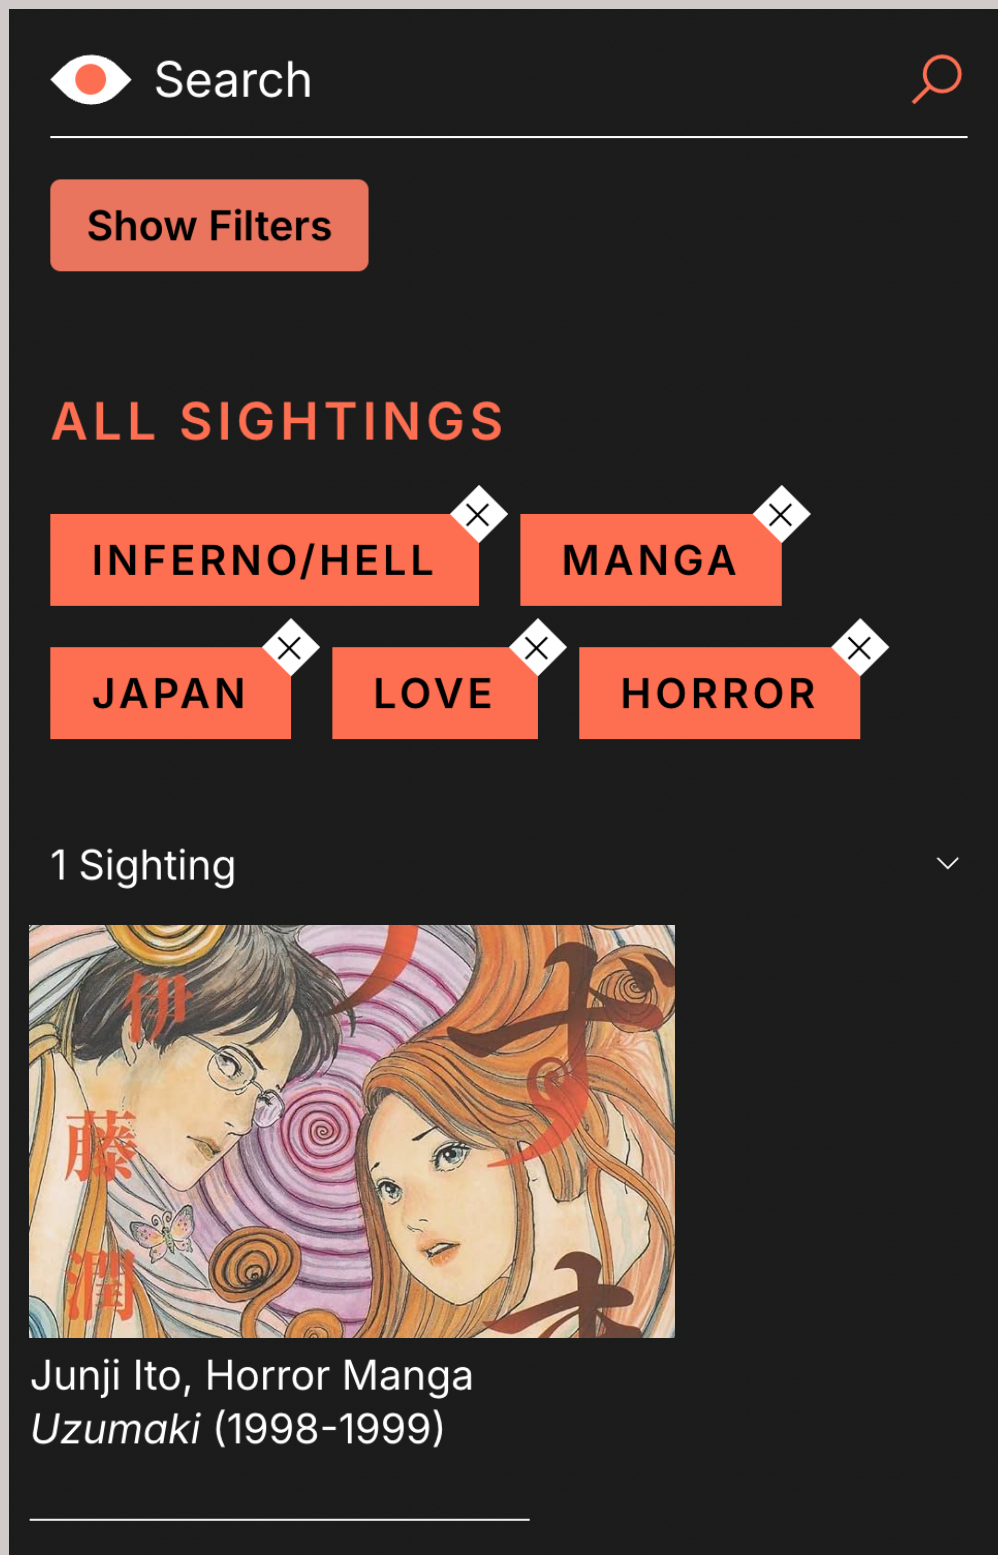 Search
Show Filters
ALL SIGHTINGS
INFERNO/HELL
MANGA
JAPAN
LOVE
HORROR
1 Sighting
伊
藤
潤
Junji Ito, Horror Manga
Uzumaki (1998-1999)